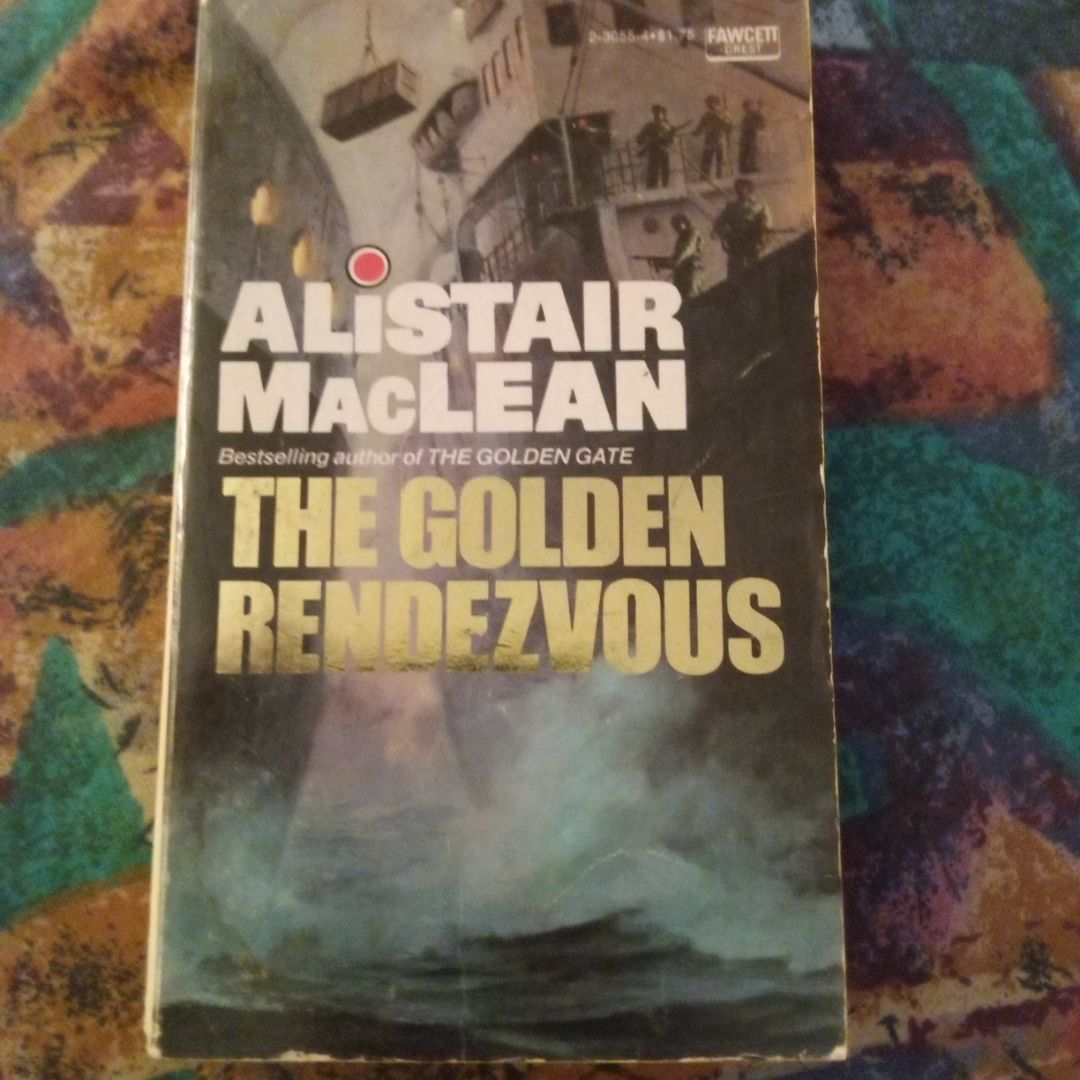 2-3055-4 • $1.75 FAWCETT
CREST
ALiSTAIR
MACLEAN
Bestselling author of THE GOLDEN GATE
THE GOLDEN
RENDEZVOUS